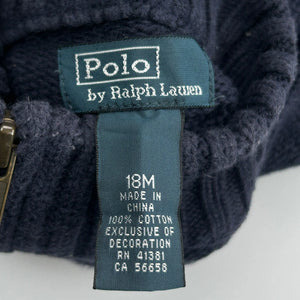 Polo
by Ralph Lauren
18M
MADE IN
CHINA
100% COTTON
EXCLUSIVE OF
DECORATION
RN 41381
CA 56658